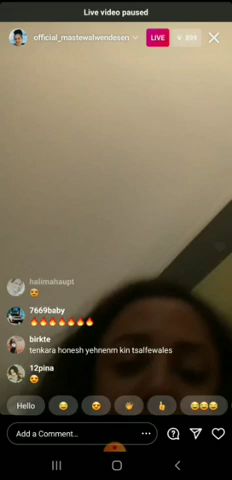 Live video paused
official_mastewalwendesen
LIVE
899
halimahaupt
😍
7669baby
🔥🔥🔥🔥🔥🔥🔥
birkte
tenkara honesh yehnenm kin tsalfewales
12pina
😍
Hello
😂
😍
👏
👍
😂😂😂
Add a Comment...